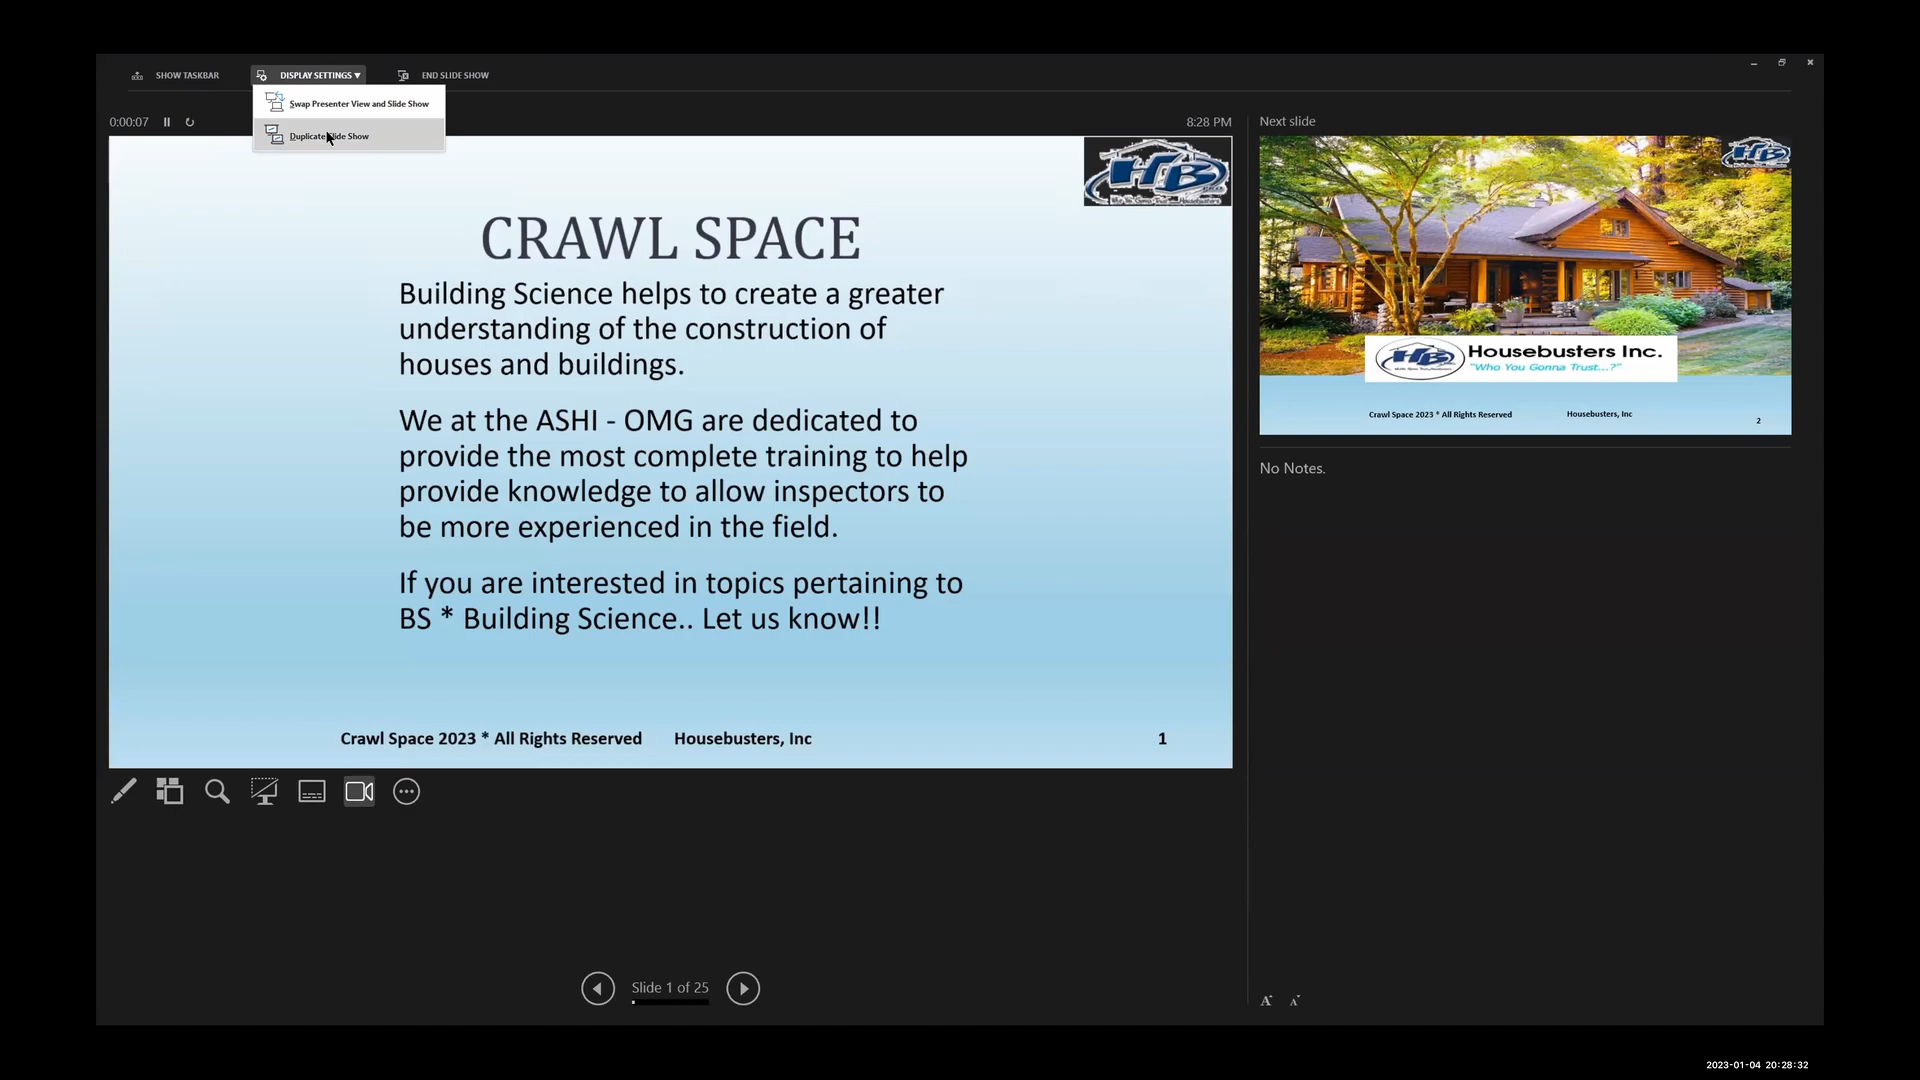 SHOW TASKBAR
DISPLAY SETTINGS ▼
END SLIDE SHOW
Swap Presenter View and Slide Show
Duplicate Slide Show
0:00:07
8:28 PM
HB
CRAWL SPACE
Building Science helps to create a greater
understanding of the construction of
houses and buildings.
We at the ASHI - OMG are dedicated to
provide the most complete training to help
provide knowledge to allow inspectors to
be more experienced in the field.
If you are interested in topics pertaining to
BS * Building Science.. Let us know!!
Crawl Space 2023 * All Rights Reserved
Housebusters, Inc
1
Slide 1 of 25
Next slide
HB
HB
Housebusters Inc.
"Who You Gonna Trust...?"
Crawl Space 2023 * All Rights Reserved
Housebusters, Inc
2
No Notes.
A
A
2023-01-04 20:28:32